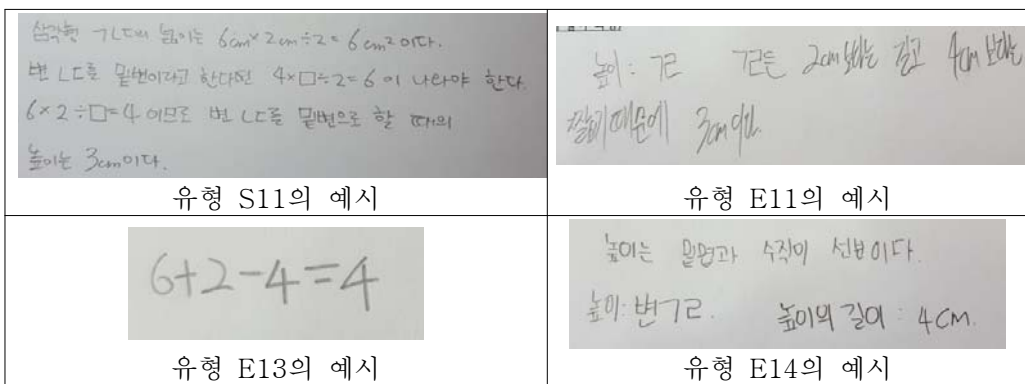 삼각형 ㄱㄴㄷ의 넓이는 6cm×2cm÷2=6cm²이다.
변 ㄴㄷ를 밑변이라고 한다면 4×□÷2=6이 나와야 한다.
6×2÷□=4 이므로 변 ㄴㄷ를 밑변으로 할 때의
높이는 3cm이다.
유형 S11의 예시
높이: ㄱㄹ ㄱㄹ은 2cm보다는 길고 4cm보다는
짧기 때문에 3cm이다.
유형 E11의 예시
6+2-4=4
유형 E13의 예시
높이는 밑변과 수직이 선분이다.
높이: 변 ㄱㄹ. 높이의 길이: 4cm.
유형 E14의 예시